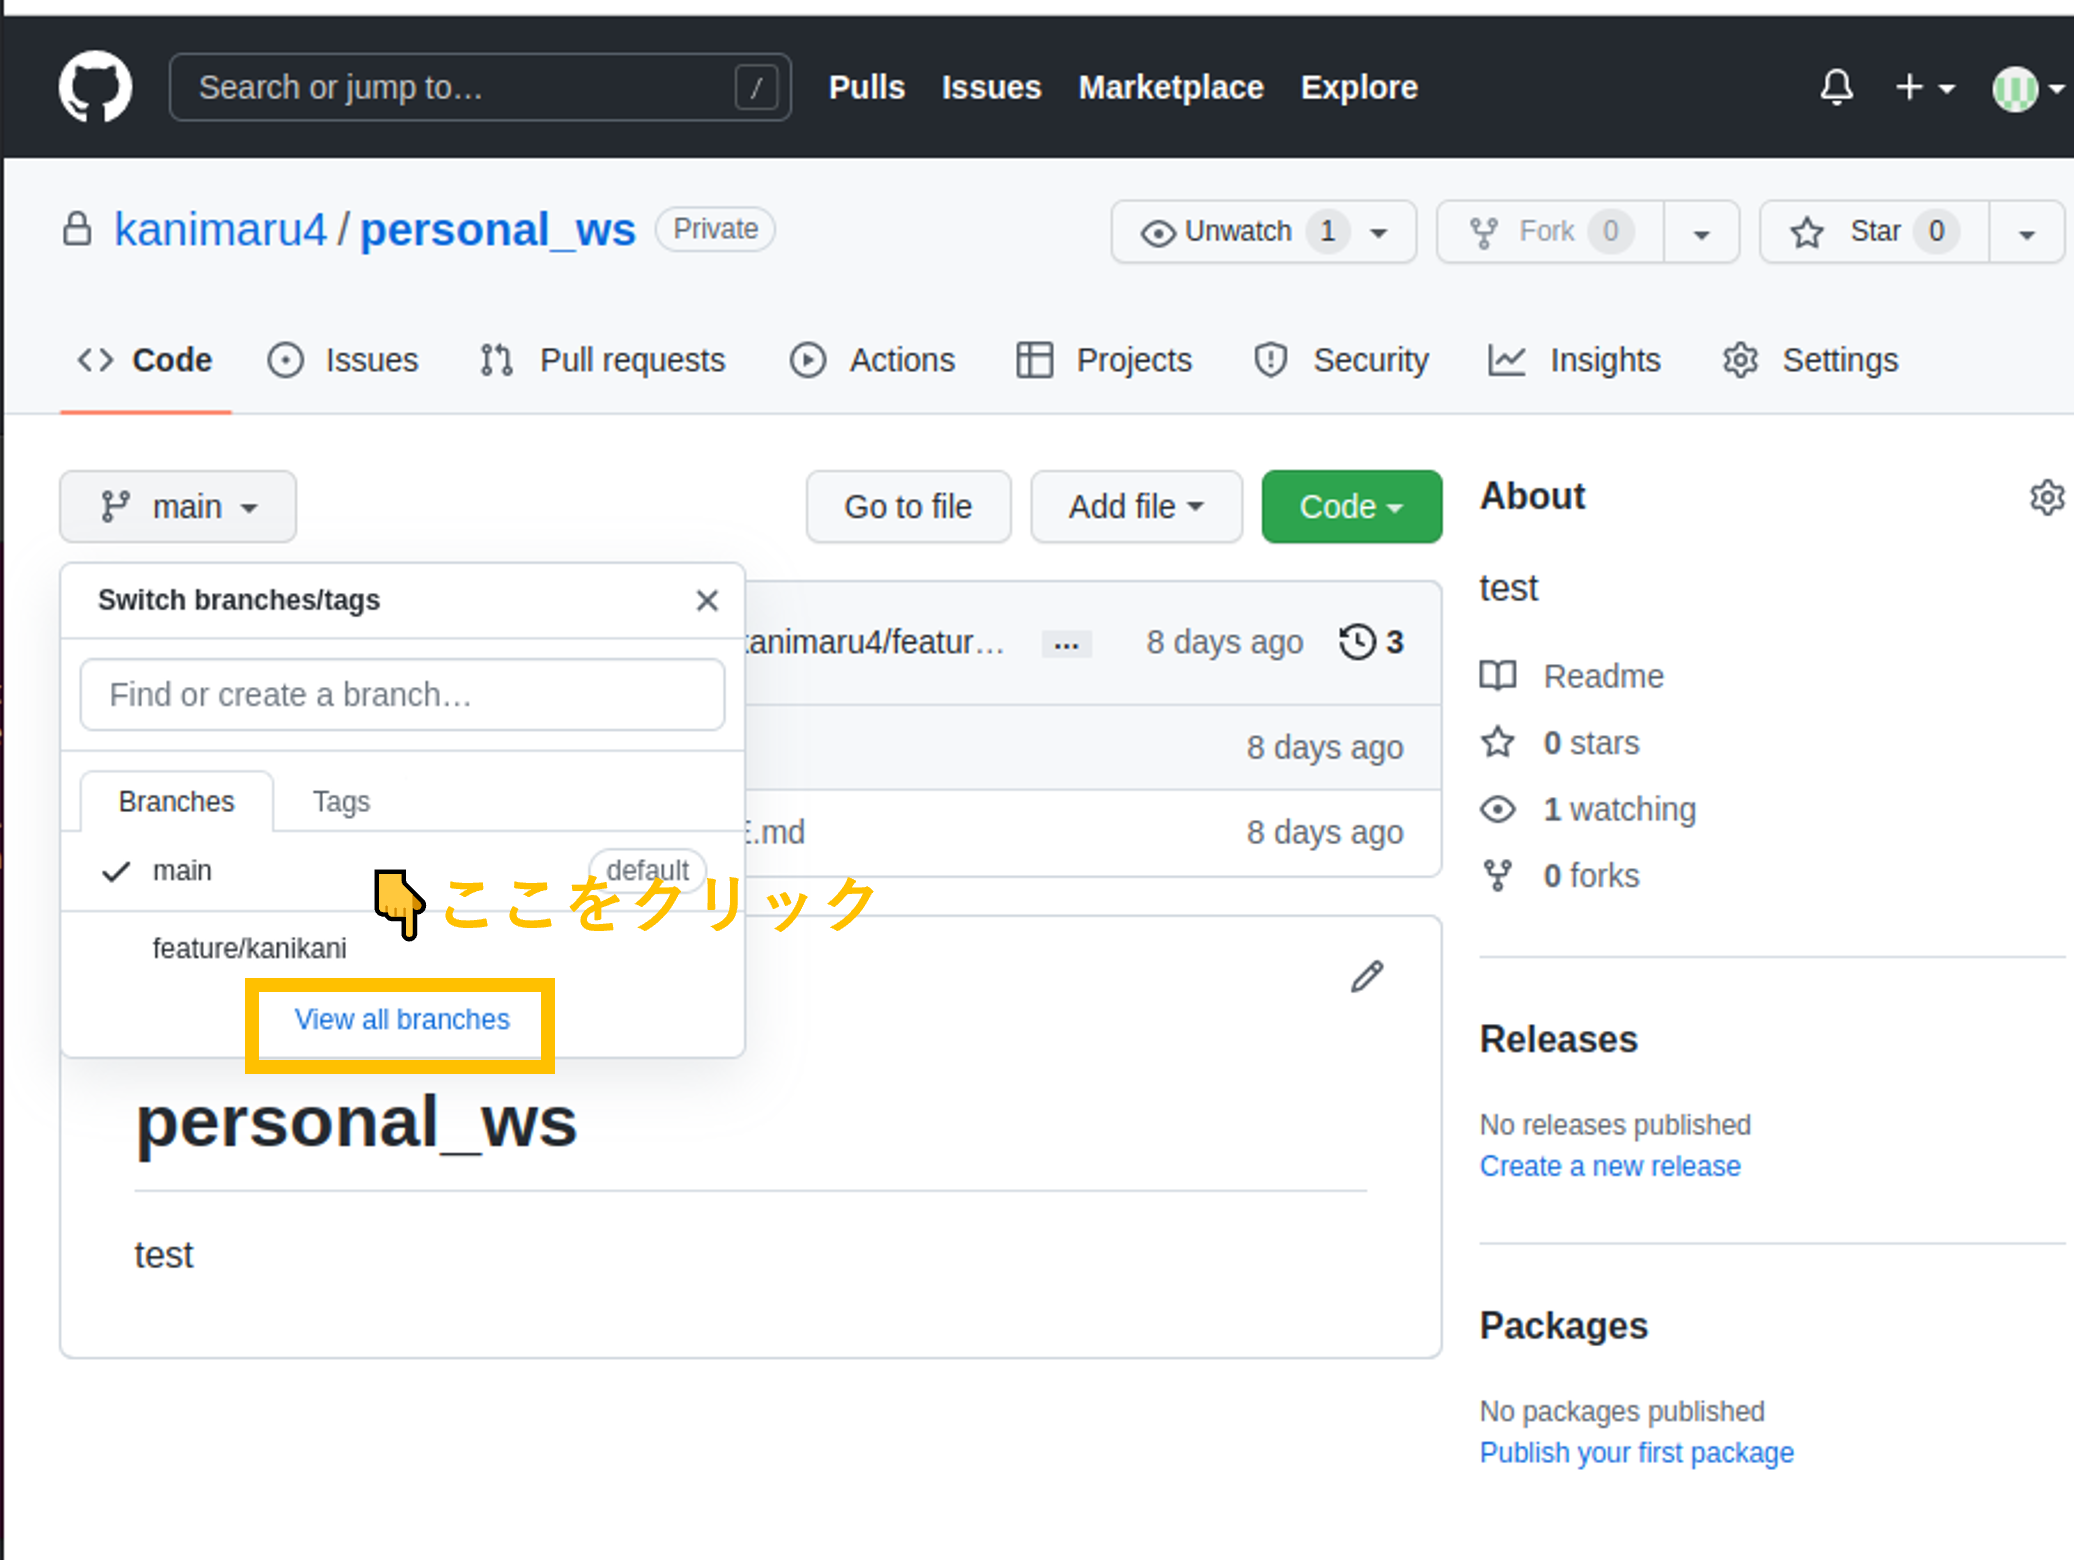 Search or jump to… /
Pulls Issues Marketplace Explore
kanimaru4 / personal_ws Private
Unwatch 1 Fork 0 Star 0
Code Issues Pull requests Actions Projects Security Insights Settings
main
Go to file Add file Code
Switch branches/tags
Find or create a branch…
Branches Tags
main default
ここをクリック
feature/kanikani
View all branches
animaru4/featur… ... 8 days ago 3
8 days ago
.md 8 days ago
personal_ws
test
About
test
Readme
0 stars
1 watching
0 forks
Releases
No releases published
Create a new release
Packages
No packages published
Publish your first package